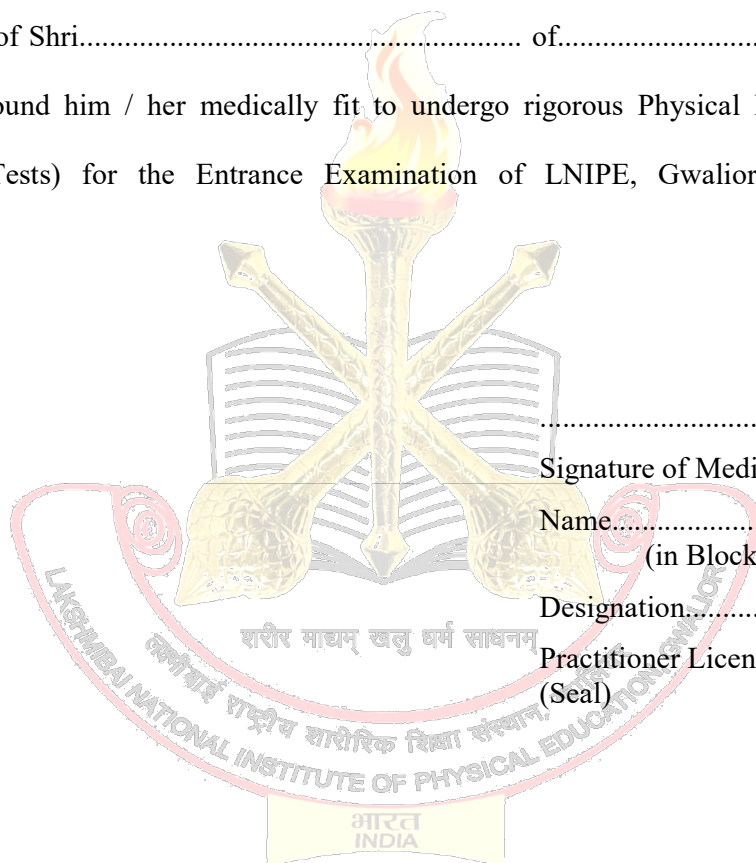 of Shri.......................................................... of..........................
ound him / her medically fit to undergo rigorous Physical
Tests) for the Entrance Examination of LNIPE, Gwalior
.............................
Signature of Medi
Name...................
(in Block
Designation..........
Practitioner Licen
(Seal)
शरीर माद्यम् खलु धर्म साधनम्
लक्ष्मीबाई राष्ट्रीय शारीरिक शिक्षा संस्थान,
LAKSHMIBAI NATIONAL INSTITUTE OF PHYSICAL EDUCATION, GWALIOR
भारत
INDIA